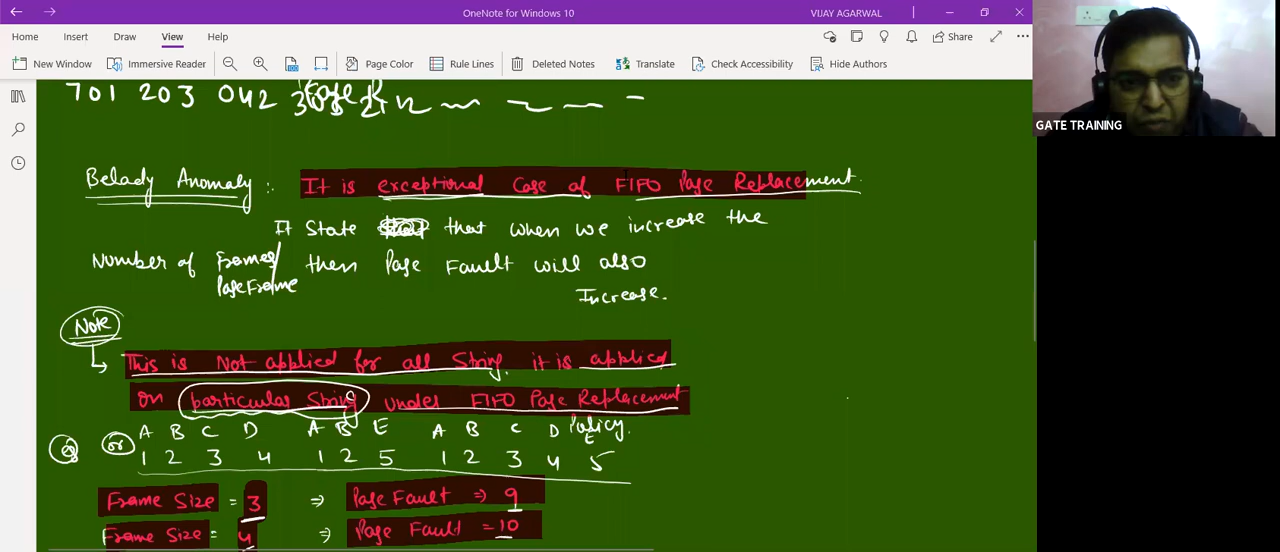 OneNote for Windows 10
VIJAY AGARWAL
Home Insert Draw View Help
Share
New Window Immersive Reader Page Color Rule Lines Deleted Notes Translate Check Accessibility Hide Authors
701 203 042 303
Belady Anomaly : It is exceptional Case of FIFO Page Replacement.
It State that when we increase the
Number of Frames/ then Page Fault will also
PageFrame
Increase.
Note
This is Not applied for all String. it is applied
on particular String under FIFO Page Replacement
Policy.
Q or A B C D A B E A B C D E
1 2 3 4 1 2 5 1 2 3 4 5
Frame Size = 3 ⇒ Page Fault ⇒ 9
Frame Size = 4 ⇒ Page Fault = 10
GATE TRAINING